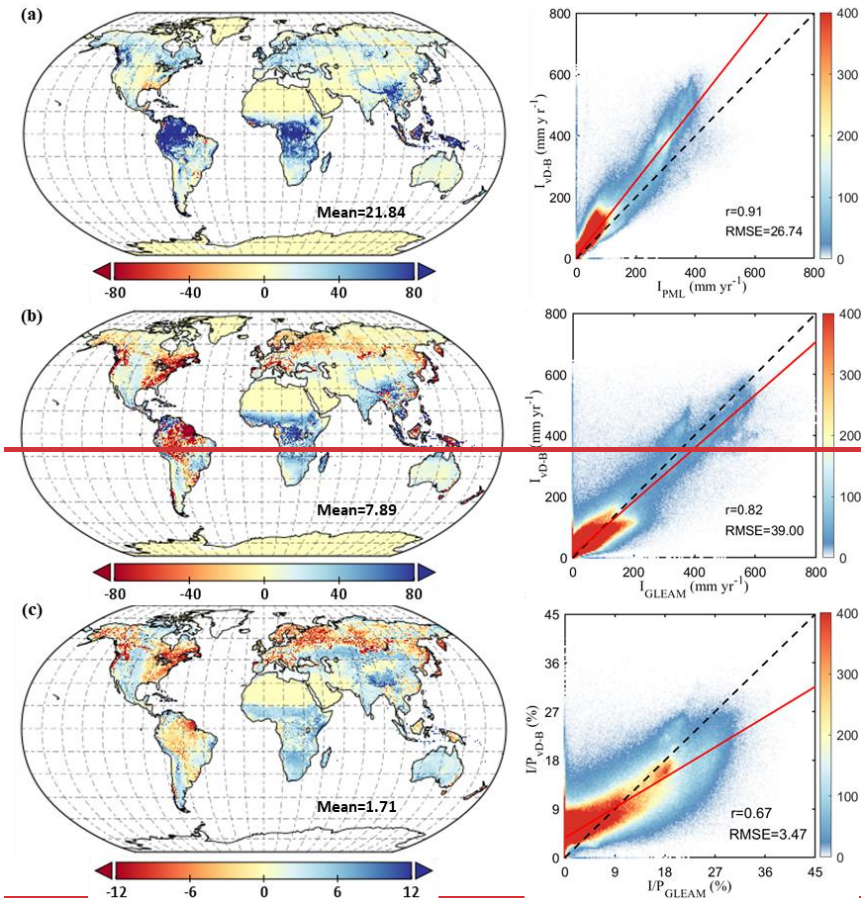 (a)
Mean=21.84
-80 -40 0 40 80
800
600
400
200
0
I_vD-B (mm y r⁻¹)
r=0.91
RMSE=26.74
0 200 400 600 800
I_PML (mm yr⁻¹)
400
300
200
100
0
(b)
Mean=7.89
-80 -40 0 40 80
800
600
400
200
100
0
I_vD-B (mm yr⁻¹)
r=0.82
RMSE=39.00
0 200 400 600 800
I_GLEAM (mm yr⁻¹)
400
300
200
100
0
(c)
Mean=1.71
-12 -6 0 6 12
45
36
27
18
9
0
I/P_vD-B (%)
r=0.67
RMSE=3.47
0 9 18 27 36 45
I/P_GLEAM (%)
400
300
200
100
0